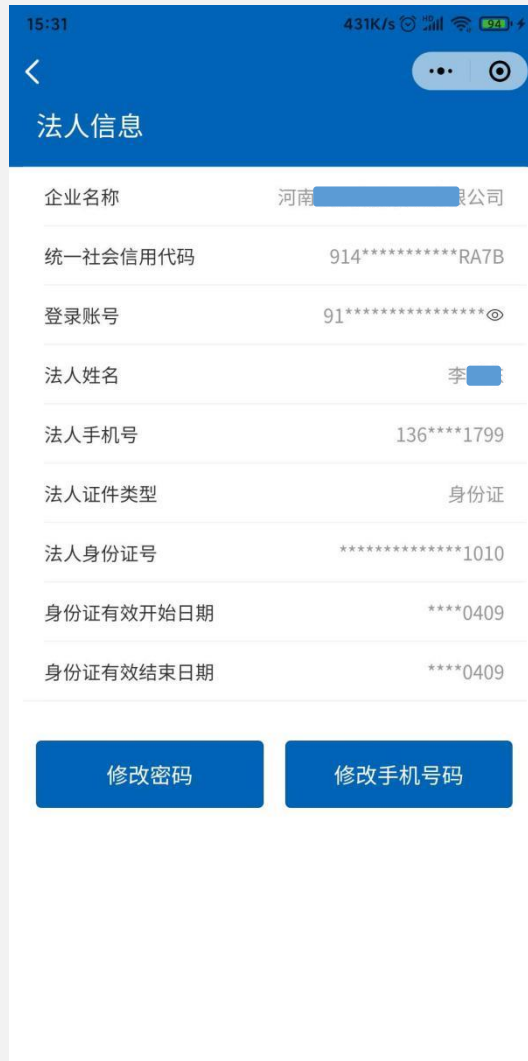 15:31 431K/s HD 94
法人信息
企业名称 河南 限公司
统一社会信用代码 914***********RA7B
登录账号 91****************
法人姓名 李
法人手机号 136****1799
法人证件类型 身份证
法人身份证号 **************1010
身份证有效开始日期 ****0409
身份证有效结束日期 ****0409
修改密码 修改手机号码